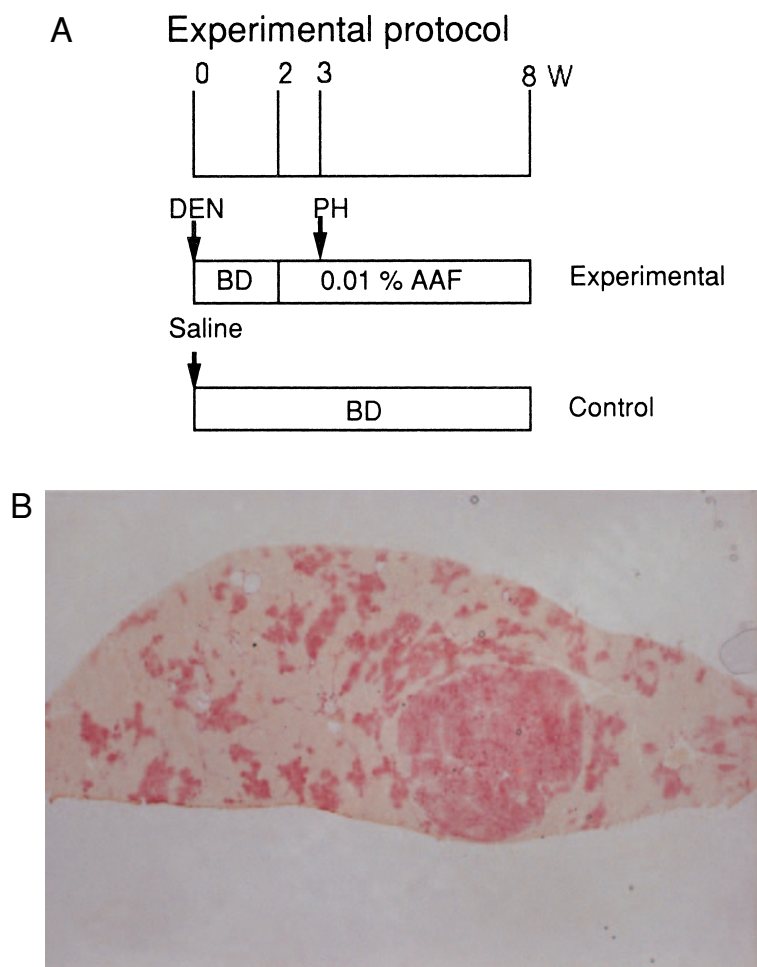 A
Experimental protocol
0 2 3 8 W
DEN PH
BD 0.01 % AAF Experimental
Saline
BD Control
B